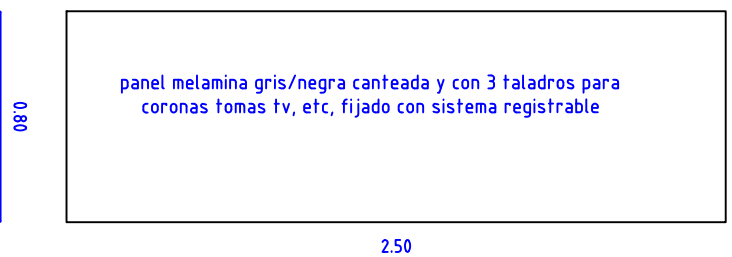 panel melamina gris/negra canteada y con 3 taladros para
coronas tomas tv, etc, fijado con sistema registrable
0.80
2.50